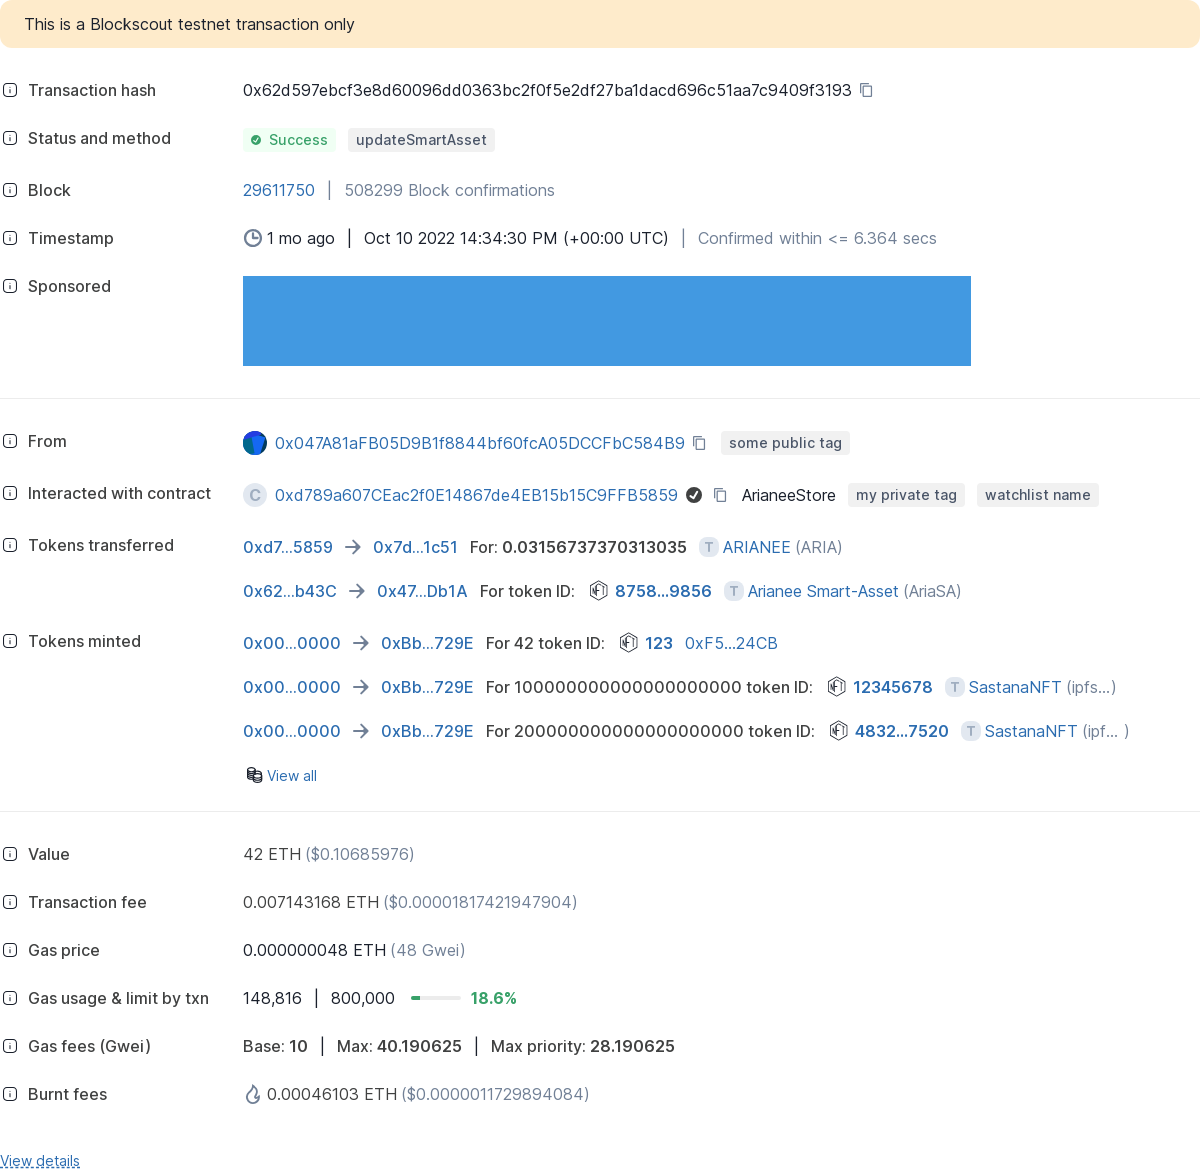 This is a Blockscout testnet transaction only
Transaction hash 0x62d597ebcf3e8d60096dd0363bc2f0f5e2df27ba1dacd696c51aa7c9409f3193
Status and method Success updateSmartAsset
Block 29611750 | 508299 Block confirmations
Timestamp 1 mo ago | Oct 10 2022 14:34:30 PM (+00:00 UTC) | Confirmed within <= 6.364 secs
Sponsored
From 0x047A81aFB05D9B1f8844bf60fcA05DCCFbC584B9 some public tag
Interacted with contract C 0xd789a607CEac2f0E14867de4EB15b15C9FFB5859 ArianeeStore my private tag watchlist name
Tokens transferred 0xd7...5859 → 0x7d...1c51 For: 0.03156737370313035 T ARIANEE (ARIA)
0x62...b43C → 0x47...Db1A For token ID: NFT 8758...9856 T Arianee Smart-Asset (AriaSA)
Tokens minted 0x00...0000 → 0xBb...729E For 42 token ID: NFT 123 0xF5...24CB
0x00...0000 → 0xBb...729E For 100000000000000000000 token ID: NFT 12345678 T SastanaNFT (ipfs...)
0x00...0000 → 0xBb...729E For 200000000000000000000 token ID: NFT 4832...7520 T SastanaNFT (ipf... )
View all
Value 42 ETH ($0.10685976)
Transaction fee 0.007143168 ETH ($0.00001817421947904)
Gas price 0.000000048 ETH (48 Gwei)
Gas usage & limit by txn 148,816 | 800,000 18.6%
Gas fees (Gwei) Base: 10 | Max: 40.190625 | Max priority: 28.190625
Burnt fees 0.00046103 ETH ($0.0000011729894084)
View details